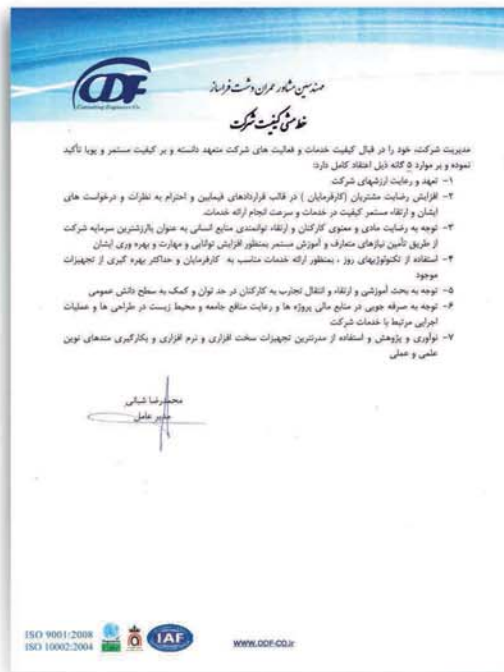 CDF
Consulting Engineers Co.
مهندسین مشاور عمران دشت فراساز
خط مشی کیفیت شرکت
مدیریت شرکت، خود را در قبال کیفیت خدمات و فعالیت های شرکت متعهد دانسته و بر کیفیت مستمر و پویا تأکید
نموده و بر موارد ۵ گانه ذیل اعتقاد کامل دارد:
۱- تعهد و رعایت ارزشهای شرکت
۲- افزایش رضایت مشتریان (کارفرمایان ) در قالب قراردادهای فیمابین و احترام به نظرات و درخواست های
ایشان و ارتقاء مستمر کیفیت در خدمات و سرعت انجام ارائه خدمات.
۳- توجه به رضایت مادی و معنوی کارکنان و ارتقاء توانمندی منابع انسانی به عنوان باارزشترین سرمایه شرکت
از طریق تأمین نیازهای متعارف و آموزش مستمر بمنظور افزایش توانایی و مهارت و بهره وری ایشان
۴- استفاده از تکنولوژیهای روز ، بمنظور ارائه خدمات مناسب به کارفرمایان و حداکثر بهره گیری از تجهیزات
موجود
۵- توجه به بحث آموزشی و ارتقاء و انتقال تجارب به کارکنان در حد توان و کمک به سطح دانش عمومی
۶- توجه به صرفه جویی در منابع مالی پروژه ها و رعایت منافع جامعه و محیط زیست در طراحی ها و عملیات
اجرایی مرتبط با خدمات شرکت
۷- نوآوری و پژوهش و استفاده از مدرنترین تجهیزات سخت افزاری و نرم افزاری و بکارگیری متدهای نوین
علمی و عملی
محمدرضا شبانی
مدیر عامل
ISO 9001:2008
ISO 10002:2004
IAF
www.DDF-CO.ir